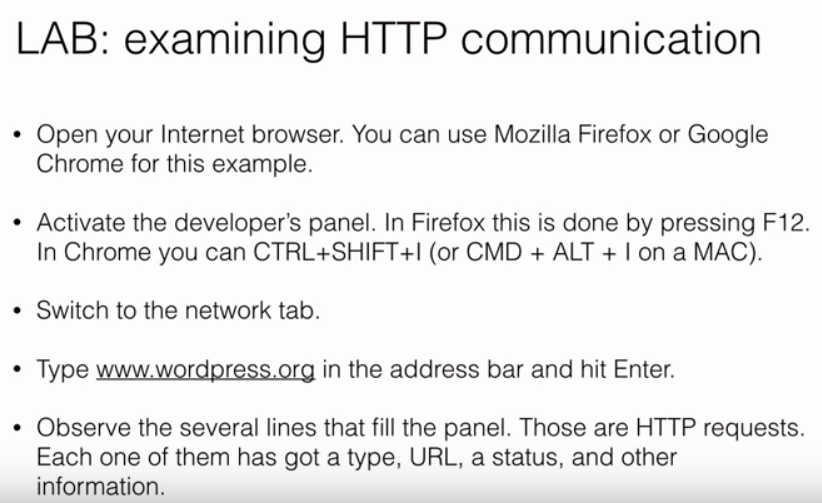 LAB: examining HTTP communication
• Open your Internet browser. You can use Mozilla Firefox or Google
Chrome for this example.
• Activate the developer's panel. In Firefox this is done by pressing F12.
In Chrome you can CTRL+SHIFT+I (or CMD + ALT + I on a MAC).
• Switch to the network tab.
• Type www.wordpress.org in the address bar and hit Enter.
• Observe the several lines that fill the panel. Those are HTTP requests.
Each one of them has got a type, URL, a status, and other
information.